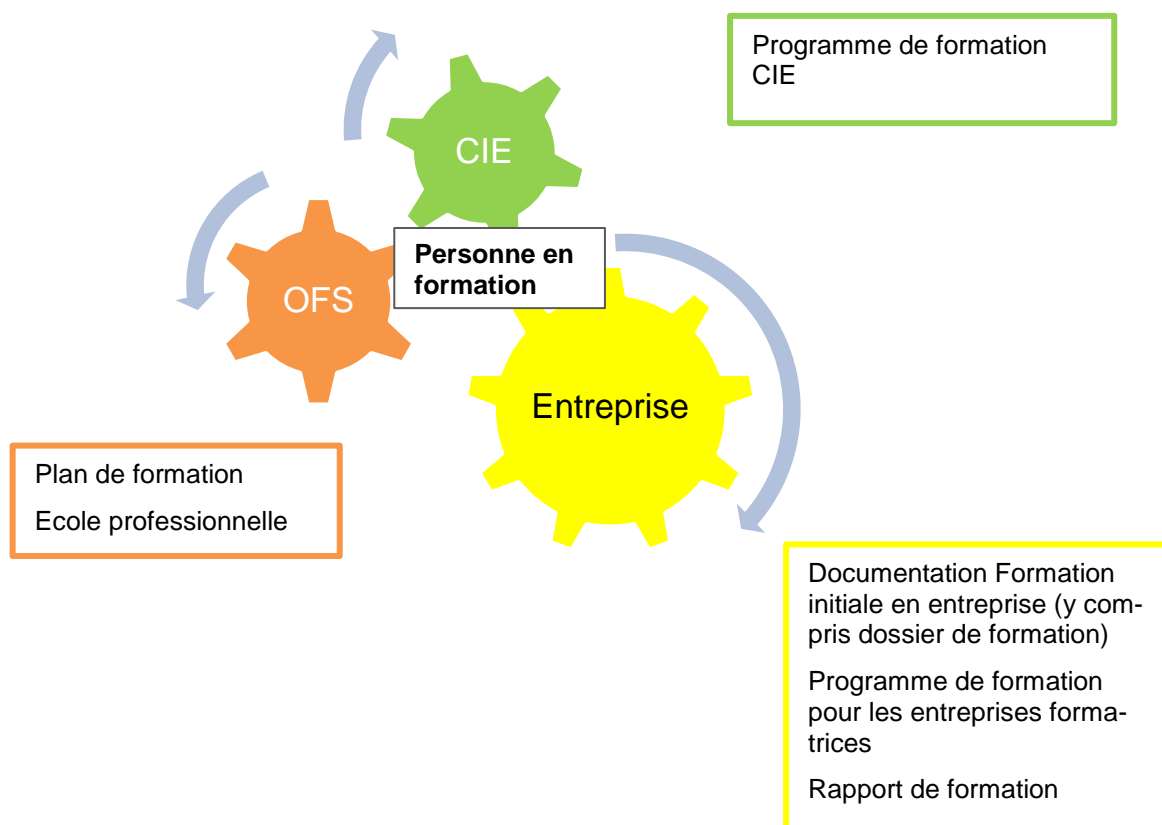 Programme de formation
CIE
CIE
Personne en
formation
OFS
Entreprise
Plan de formation
Ecole professionnelle
Documentation Formation
initiale en entreprise (y com-
pris dossier de formation)
Programme de formation
pour les entreprises forma-
trices
Rapport de formation